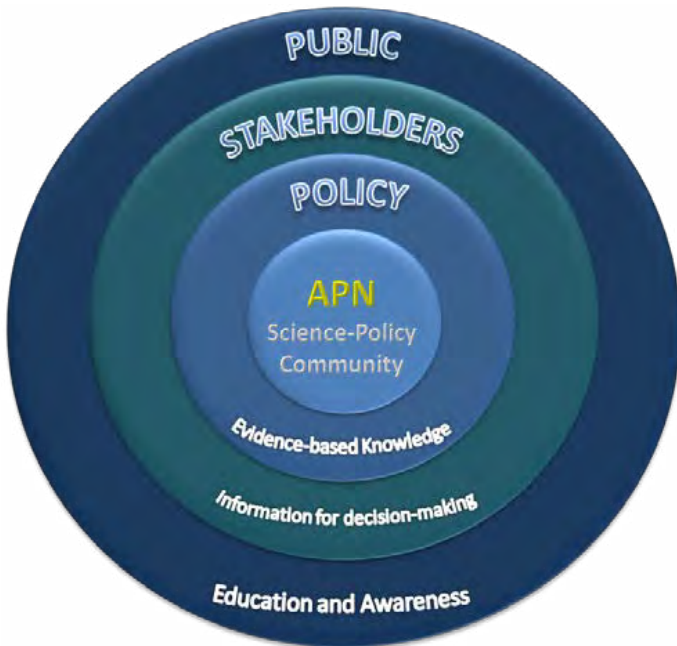 PUBLIC
STAKEHOLDERS
POLICY
APN
Science-Policy
Community
Evidence-based Knowledge
Information for decision-making
Education and Awareness